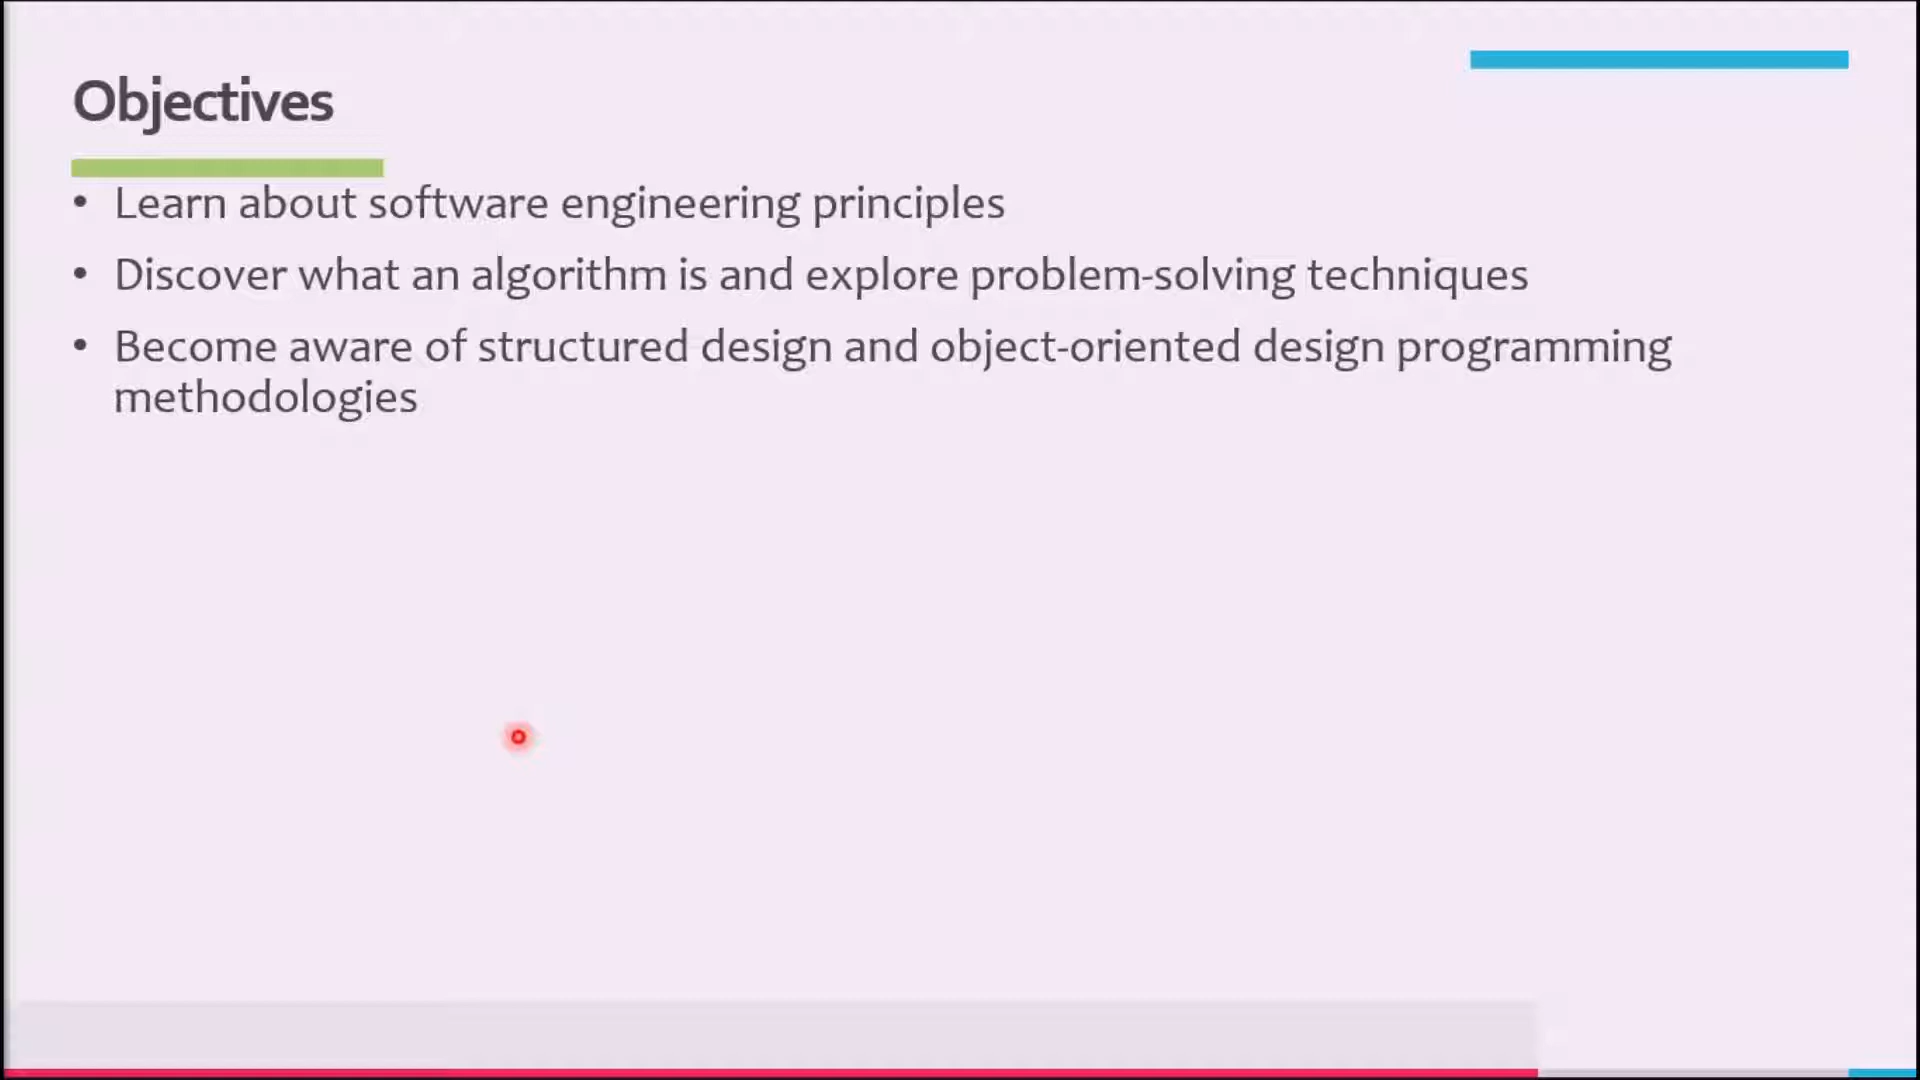 Objectives
• Learn about software engineering principles
• Discover what an algorithm is and explore problem-solving techniques
• Become aware of structured design and object-oriented design programming
methodologies